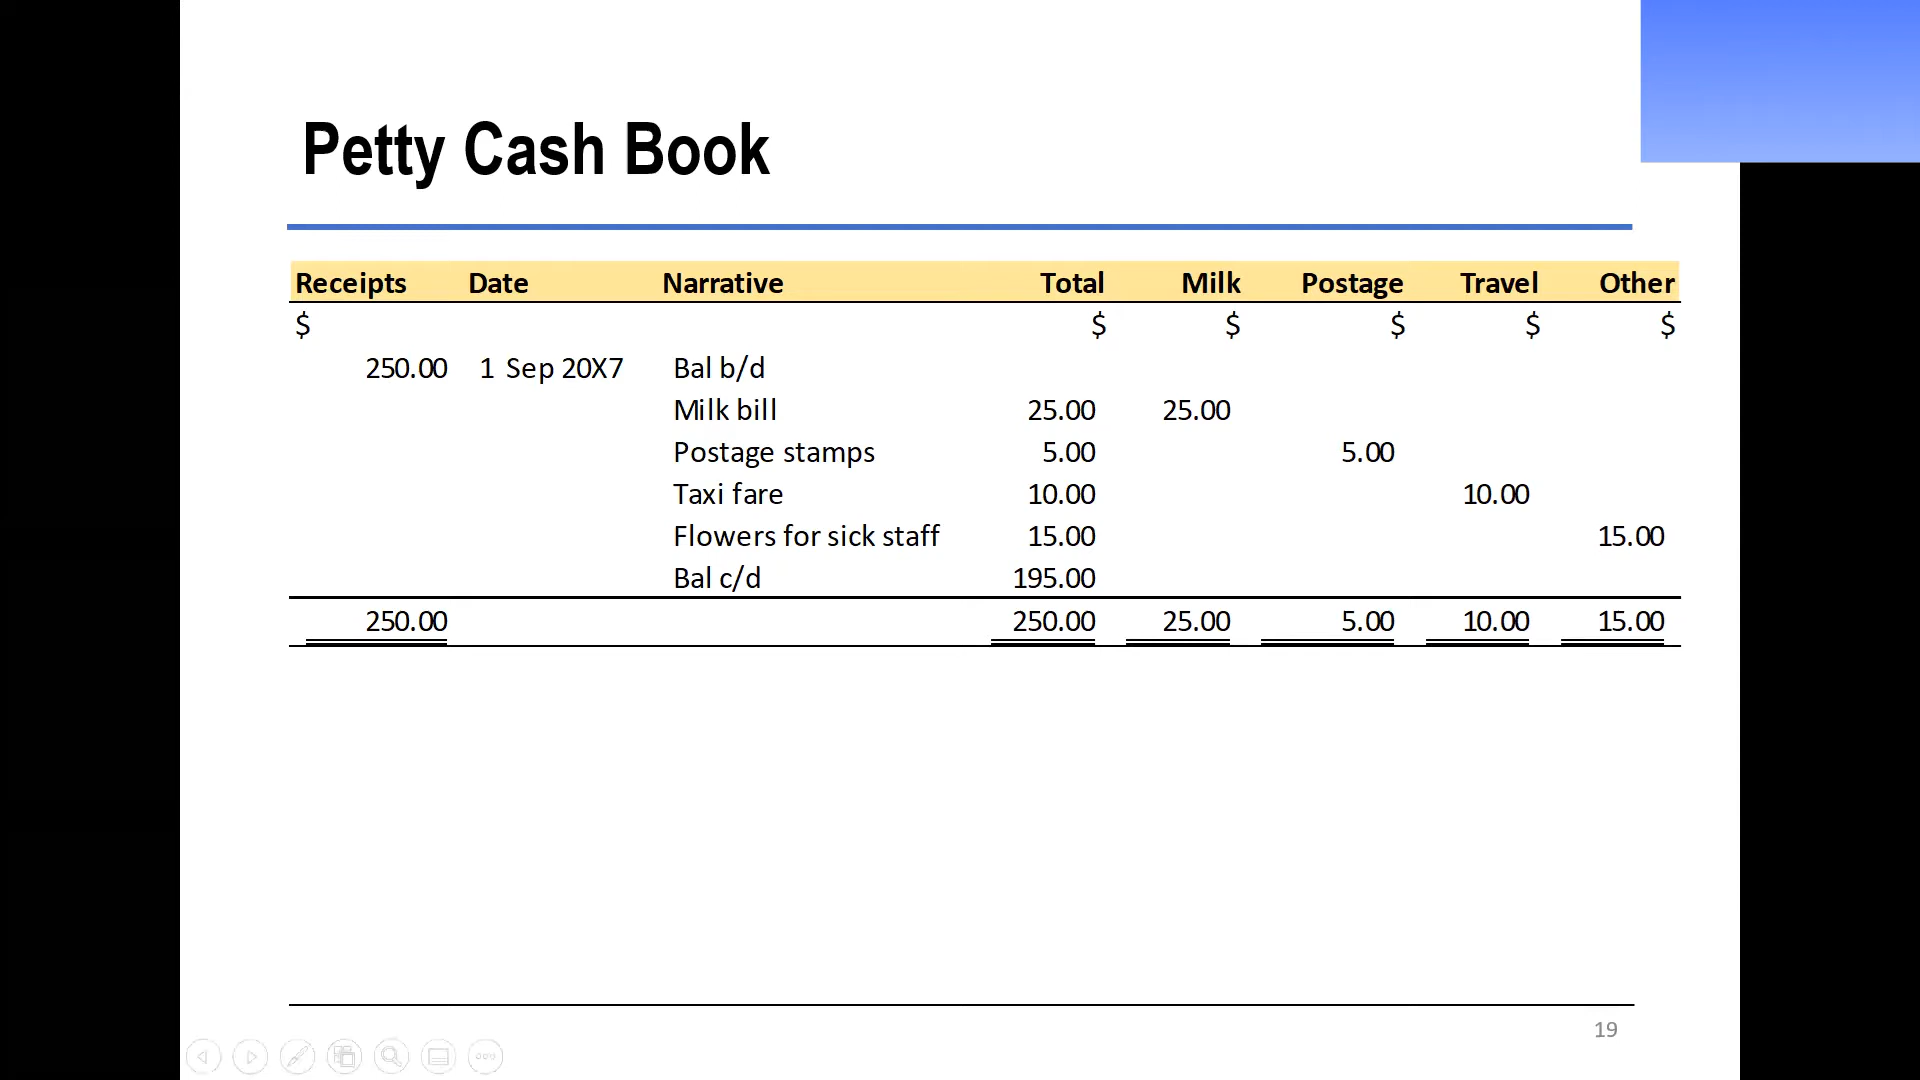 Petty Cash Book
Receipts Date Narrative Total Milk Postage Travel Other
$ $ $ $ $ $
250.00 1 Sep 20X7 Bal b/d
Milk bill 25.00 25.00
Postage stamps 5.00 5.00
Taxi fare 10.00 10.00
Flowers for sick staff 15.00 15.00
Bal c/d 195.00
250.00 250.00 25.00 5.00 10.00 15.00
19